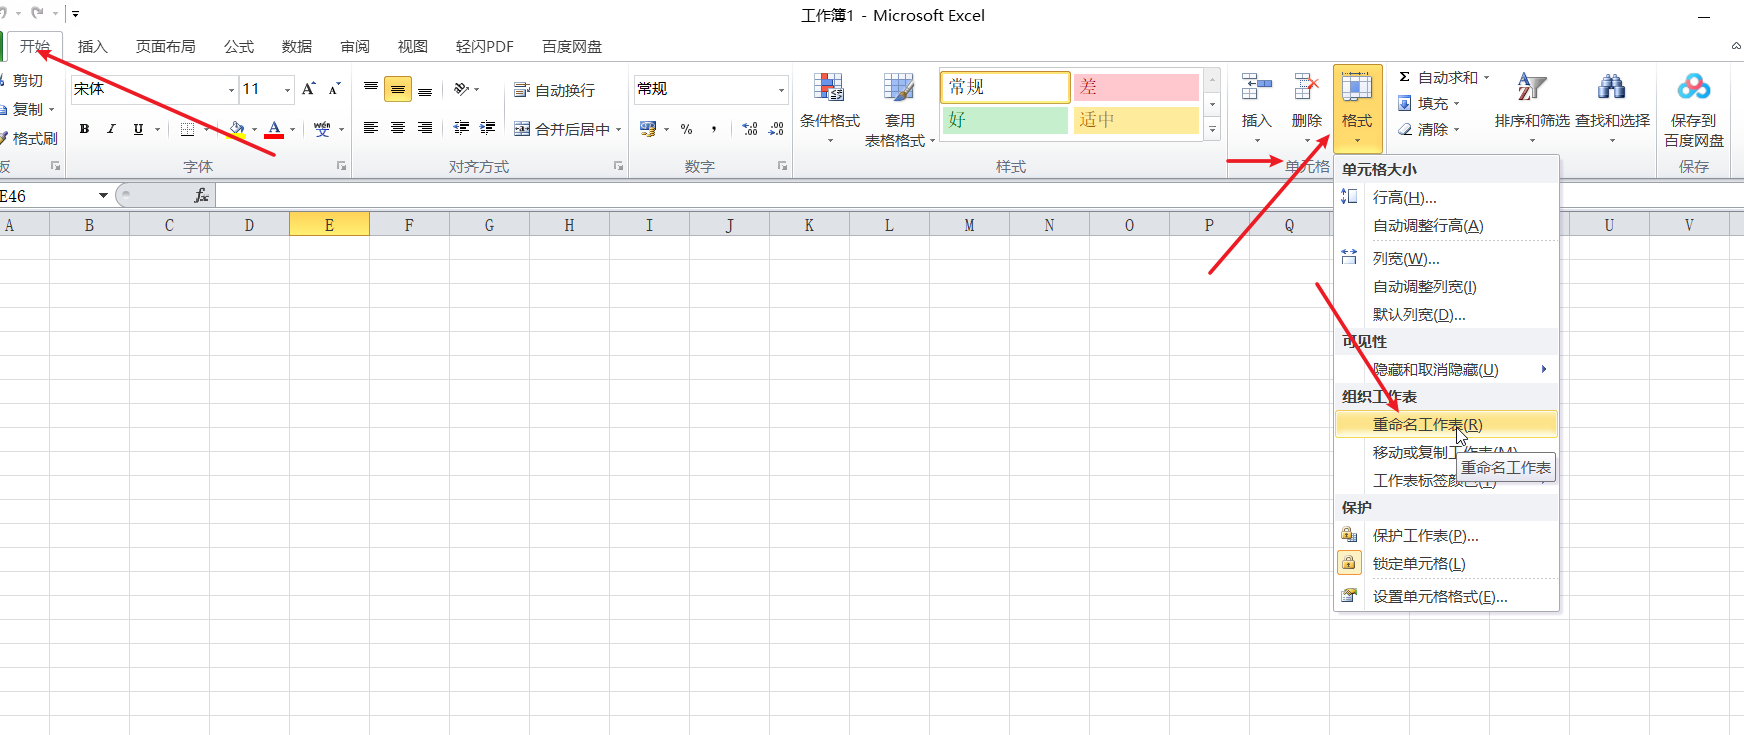 工作簿1 - Microsoft Excel
开始 插入 页面布局 公式 数据 审阅 视图 轻闪PDF 百度网盘
剪切
复制
格式刷
板
宋体 11
B I U A wén 文
字体
自动换行
合并后居中
对齐方式
常规
% , .00 .00
数字
条件格式
套用
表格格式
常规 差
好 适中
样式
插入 删除 格式
单元格
Σ 自动求和
填充
清除
排序和筛选 查找和选择
保存到
百度网盘
保存
E46 fx
A B C D E F G H I J K L M N O P Q U V
单元格大小
行高(H)...
自动调整行高(A)
列宽(W)...
自动调整列宽(I)
默认列宽(D)...
可见性
隐藏和取消隐藏(U)
组织工作表
重命名工作表(R)
移动或复制工作表(M)...
重命名工作表
工作表标签颜色(T)
保护
保护工作表(P)...
锁定单元格(L)
设置单元格格式(E)...